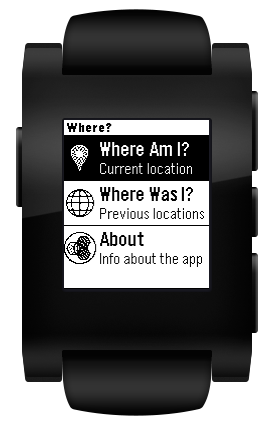 Where?
Where Am I?
Current location
Where Was I?
Previous locations
About
Info about the app